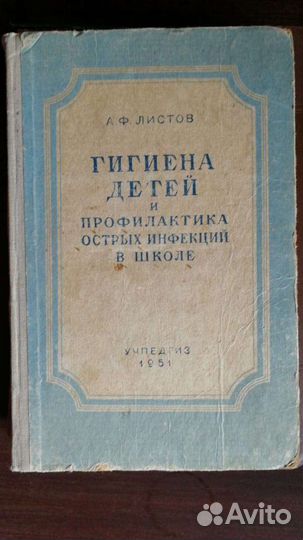 А.Ф. ЛИСТОВ
ГИГИЕНА
ДЕТЕЙ
И
ПРОФИЛАКТИКА
ОСТРЫХ ИНФЕКЦИЙ
В ШКОЛЕ
УЧПЕДГИЗ
1951
Avito